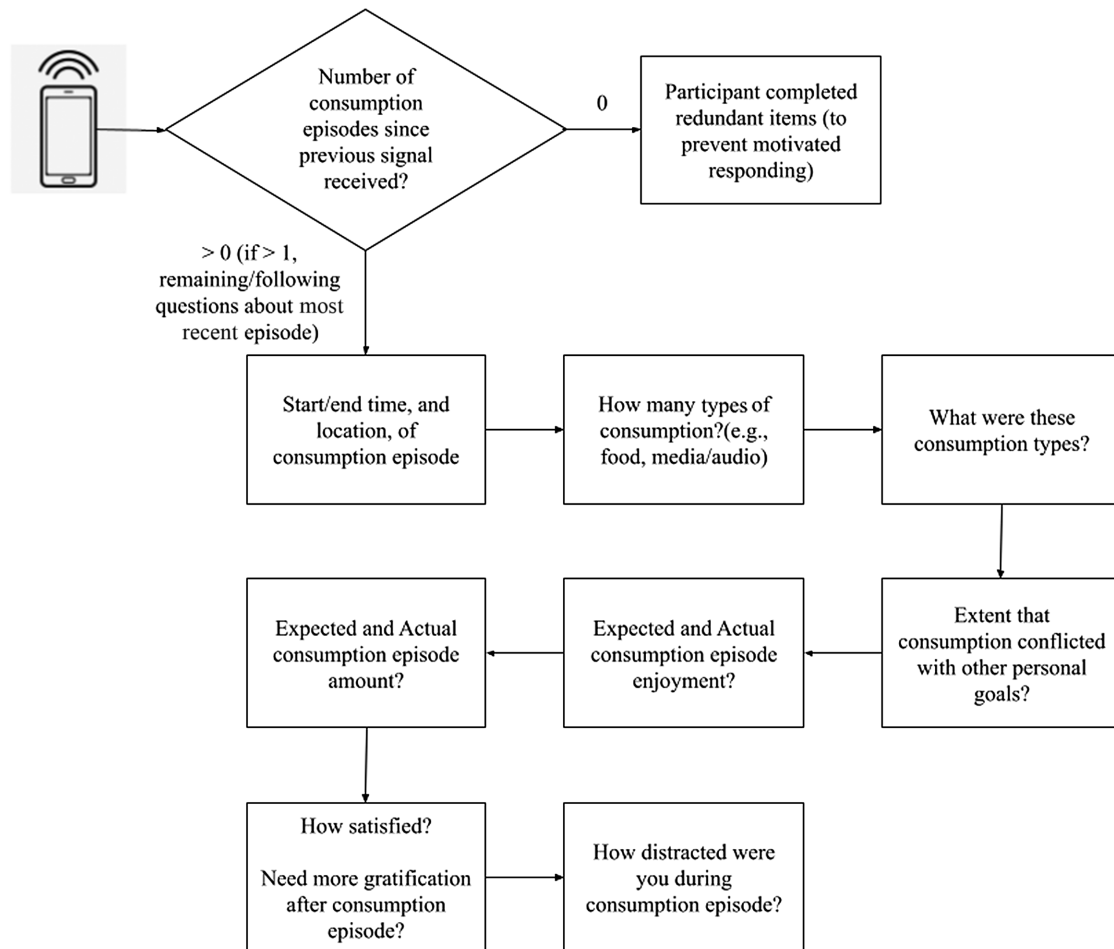 Number of
consumption
episodes since
previous signal
received?
0
Participant completed
redundant items (to
prevent motivated
responding)
> 0 (if > 1,
remaining/following
questions about most
recent episode)
Start/end time, and
location, of
consumption episode
How many types of
consumption?(e.g.,
food, media/audio)
What were these
consumption types?
Extent that
consumption conflicted
with other personal
goals?
Expected and Actual
consumption episode
enjoyment?
Expected and Actual
consumption episode
amount?
How satisfied?
Need more gratification
after consumption
episode?
How distracted were
you during
consumption episode?